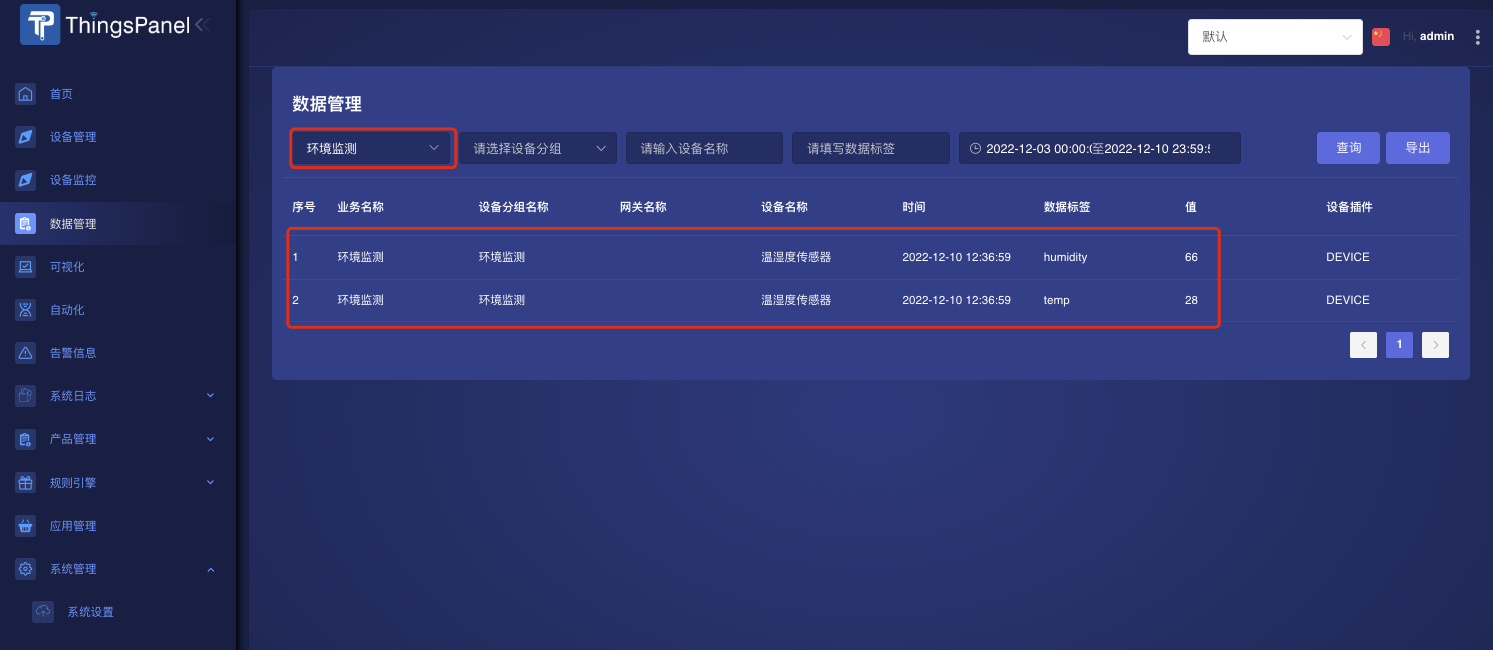 ThingsPanel
默认
Hi, admin
首页
设备管理
设备监控
数据管理
可视化
自动化
告警信息
系统日志
产品管理
规则引擎
应用管理
系统管理
系统设置
数据管理
环境监测 请选择设备分组 请输入设备名称 请填写数据标签 2022-12-03 00:00:0至2022-12-10 23:59:5 查询 导出
序号 业务名称 设备分组名称 网关名称 设备名称 时间 数据标签 值 设备插件
1 环境监测 环境监测 温湿度传感器 2022-12-10 12:36:59 humidity 66 DEVICE
2 环境监测 环境监测 温湿度传感器 2022-12-10 12:36:59 temp 28 DEVICE
1